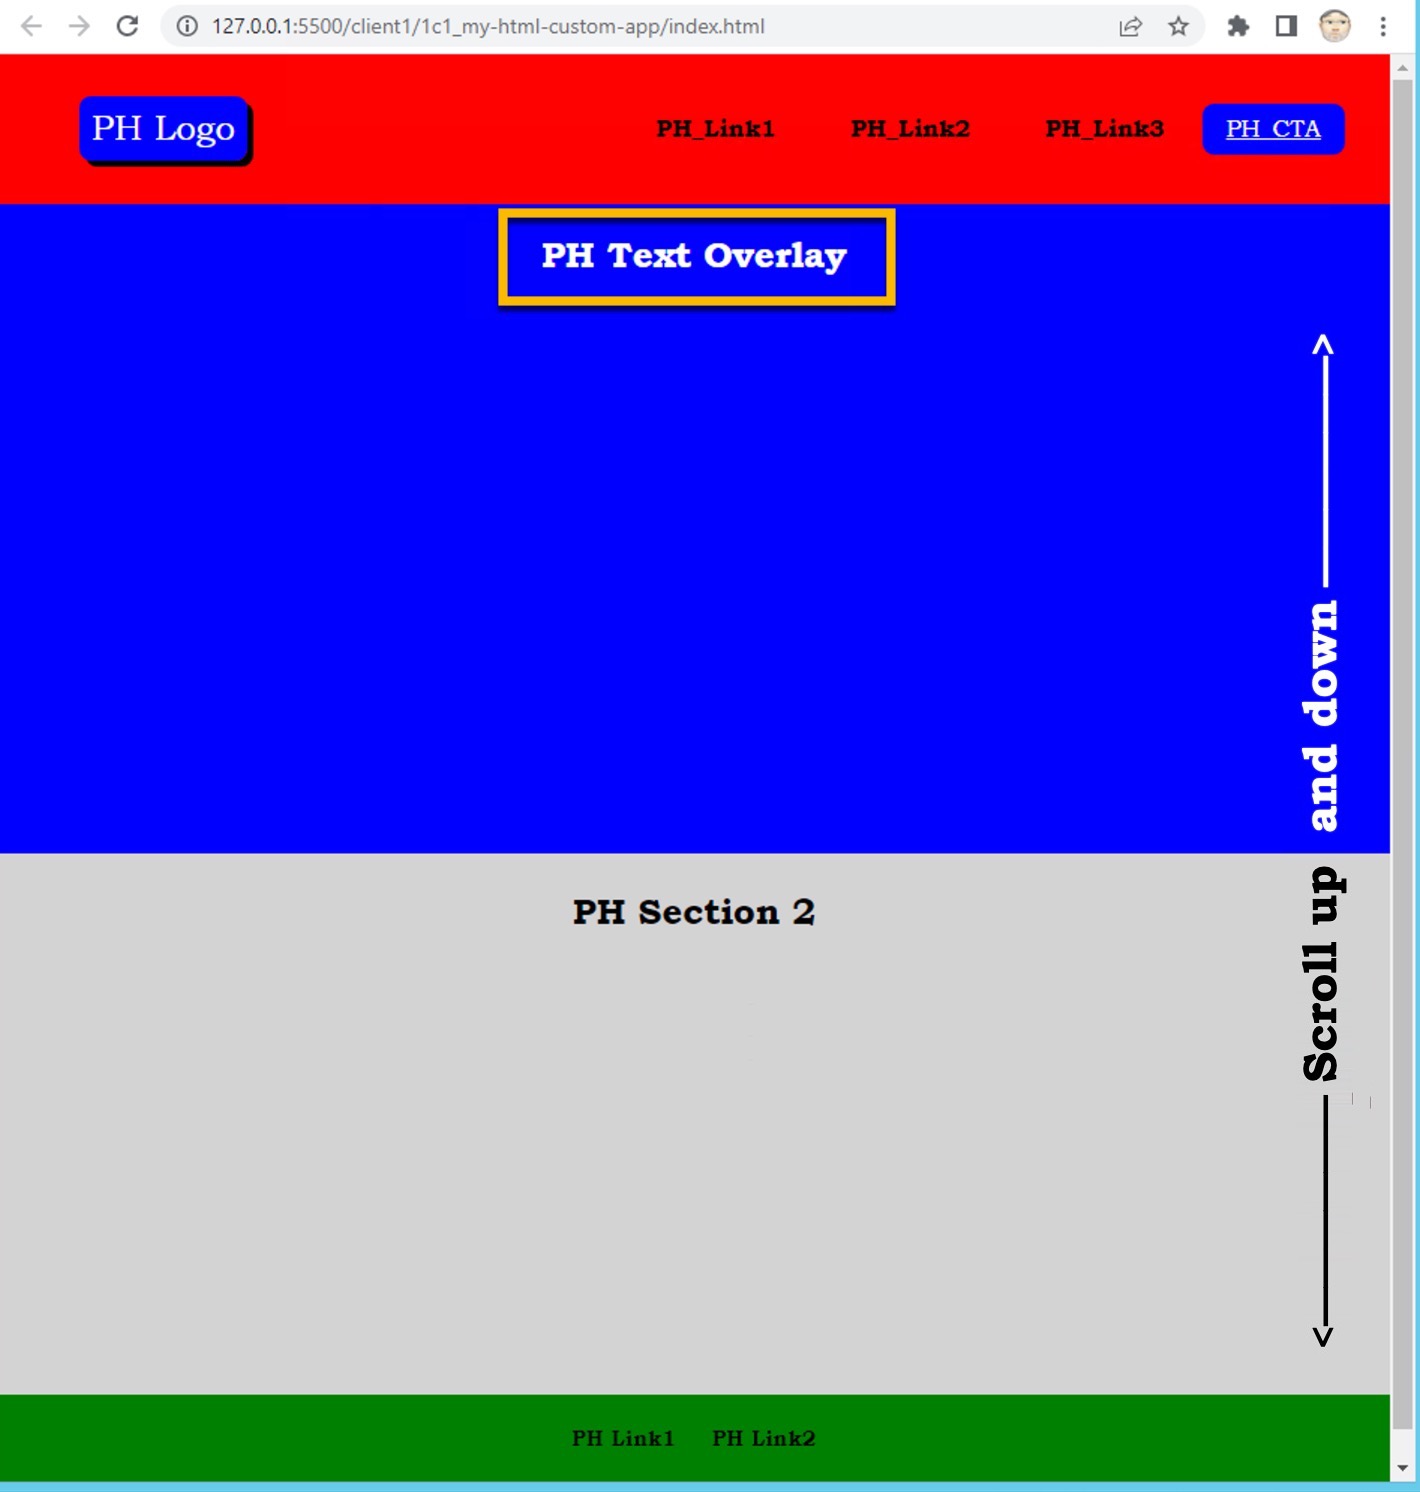 127.0.0.1:5500/client1/1c1_my-html-custom-app/index.html
PH Logo
PH_Link1 PH_Link2 PH_Link3 PH_CTA
PH Text Overlay
Scroll up and down
PH Section 2
PH Link1 PH Link2